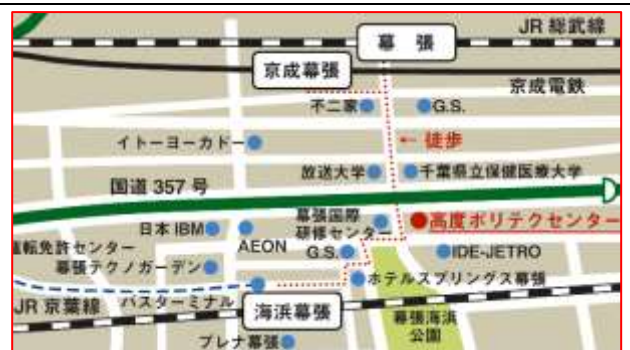 JR 総武線
幕 張
京成幕張
京成電鉄
不二家
G.S.
イトーヨーカドー
← 徒歩
放送大学
千葉県立保健医療大学
国道 357 号
幕張国際
研修センター
高度ポリテクセンター
日本 IBM
AEON
運転免許センター
G.S.
IDE-JETRO
幕張テクノガーデン
ホテルスプリングス幕張
JR 京葉線
バスターミナル
海浜幕張
幕張海浜
公園
プレナ幕張